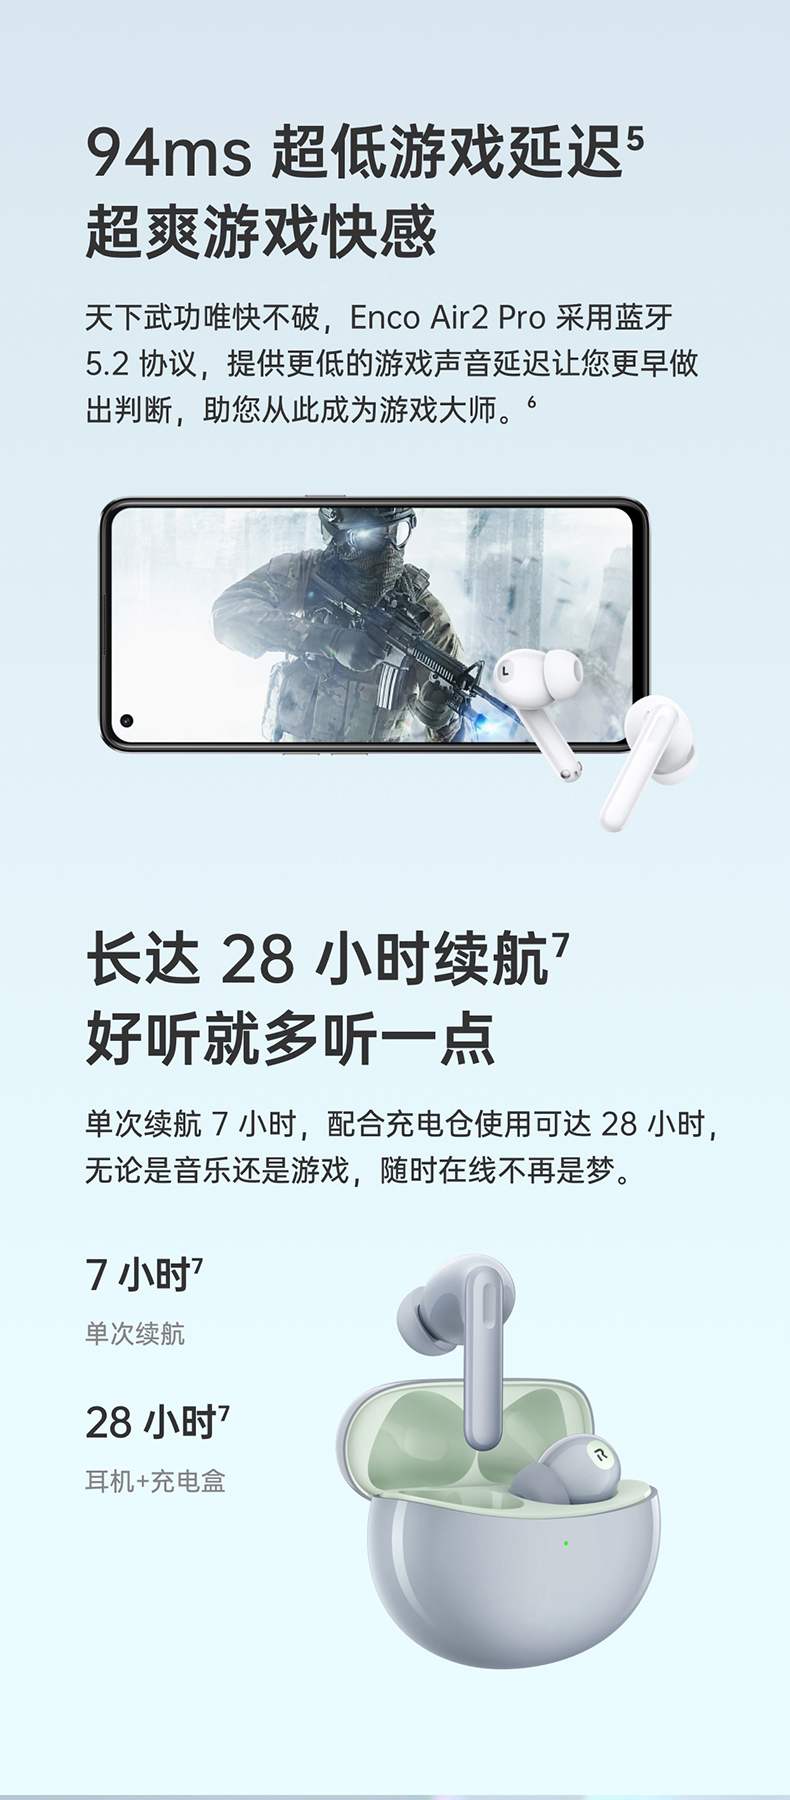 94ms 超低游戏延迟⁵
超爽游戏快感
天下武功唯快不破，Enco Air2 Pro 采用蓝牙
5.2 协议，提供更低的游戏声音延迟让您更早做
出判断，助您从此成为游戏大师。⁶
L
长达 28 小时续航⁷
好听就多听一点
单次续航 7 小时，配合充电仓使用可达 28 小时，
无论是音乐还是游戏，随时在线不再是梦。
7 小时⁷
单次续航
28 小时⁷
耳机+充电盒
R